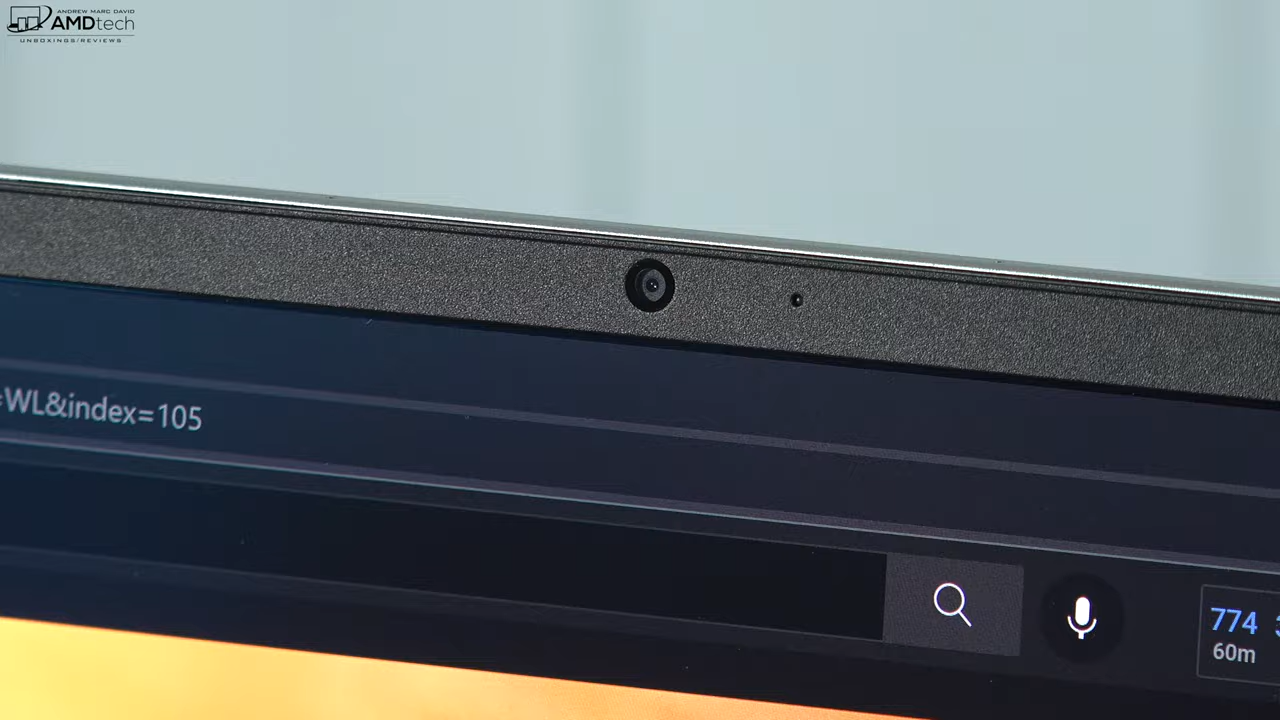 ANDREW MARC DAVID
AMDtech
UNBOXINGS/REVIEWS
=WL&index=105
774
60m